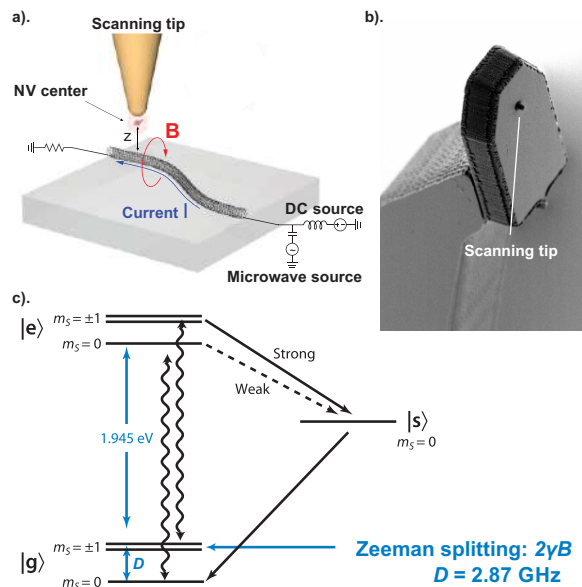 a).
Scanning tip
NV center
z
B
Current I
DC source
Microwave source
b).
Scanning tip
c).
mS = ±1
|e⟩
mS = 0
Strong
Weak
|s⟩
mS = 0
1.945 eV
mS = ±1
|g⟩
D
mS = 0
Zeeman splitting: 2γB
D = 2.87 GHz